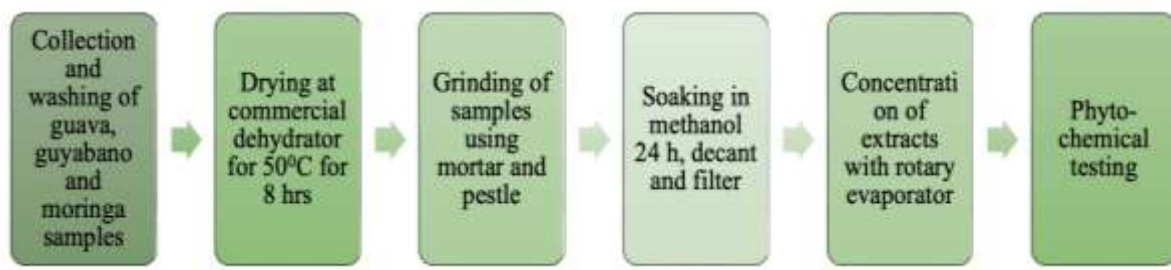 Collection
and
washing of
guava,
guyabano
and
moringa
samples
Drying at
commercial
dehydrator
for 50⁰C for
8 hrs
Grinding of
samples
using
mortar and
pestle
Soaking in
methanol
24 h, decant
and filter
Concentrati
on of
extracts
with rotary
evaporator
Phyto-
chemical
testing